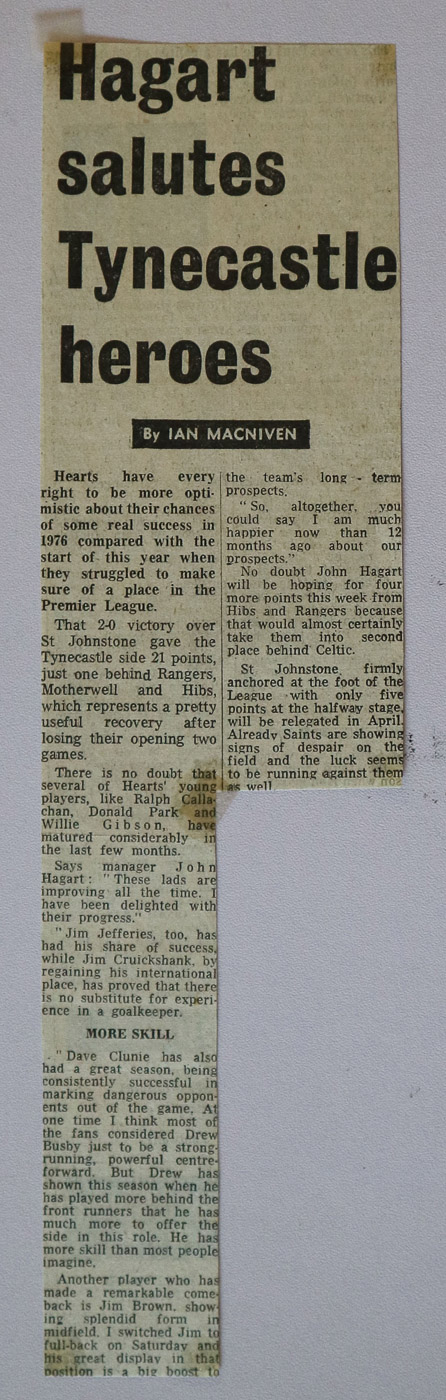 Hagart
salutes
Tynecastle
heroes
By IAN MACNIVEN
Hearts have every
right to be more opti-
mistic about their chances
of some real success in
1976 compared with the
start of this year when
they struggled to make
sure of a place in the
Premier League.
That 2-0 victory over
St Johnstone gave the
Tynecastle side 21 points,
just one behind Rangers,
Motherwell and Hibs,
which represents a pretty
useful recovery after
losing their opening two
games.
There is no doubt that
several of Hearts' young
players, like Ralph Calla-
chan, Donald Park and
Willie Gibson, have
matured considerably in
the last few months.
Says manager John
Hagart: "These lads are
improving all the time. I
have been delighted with
their progress."
"Jim Jefferies, too, has
had his share of success,
while Jim Cruickshank, by
regaining his international
place, has proved that there
is no substitute for experi-
ence in a goalkeeper.
MORE SKILL
"Dave Clunie has also
had a great season, being
consistently successful in
marking dangerous oppon-
ents out of the game. At
one time I think most of
the fans considered Drew
Busby just to be a strong-
running, powerful centre-
forward. But Drew has
shown this season when he
has played more behind the
front runners that he has
much more to offer the
side in this role. He has
more skill than most people
imagine.
Another player who has
made a remarkable come-
back is Jim Brown, show-
ing splendid form in
midfield. I switched Jim to
full-back on Saturday and
his great display in that
position is a big boost to
the team's long-term
prospects.
"So, altogether, you
could say I am much
happier now than 12
months ago about our
prospects."
No doubt John Hagart
will be hoping for four
more points this week from
Hibs and Rangers because
that would almost certainly
take them into second
place behind Celtic.
St Johnstone, firmly
anchored at the foot of the
League with only five
points at the halfway stage,
will be relegated in April.
Already Saints are showing
signs of despair on the
field and the luck seems
to be running against them
as well.